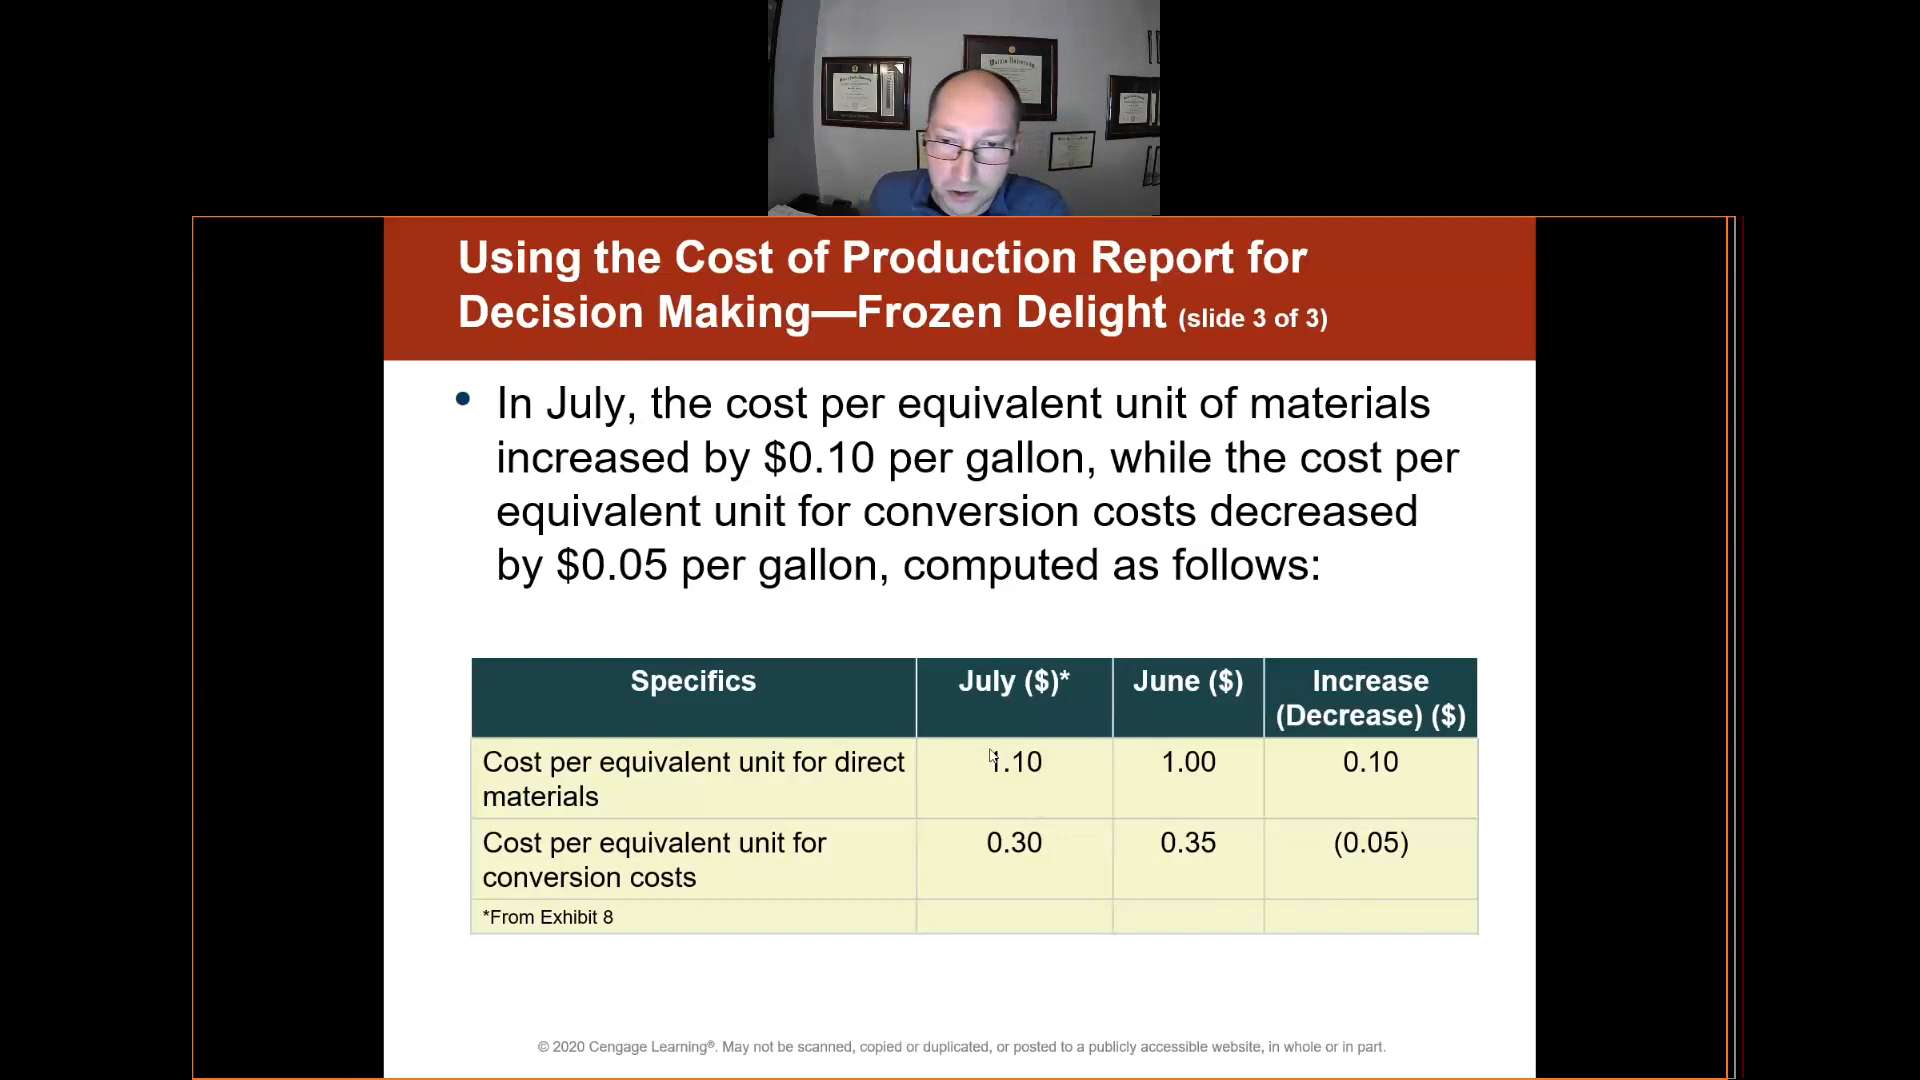 Using the Cost of Production Report for
Decision Making—Frozen Delight (slide 3 of 3)
• In July, the cost per equivalent unit of materials
increased by $0.10 per gallon, while the cost per
equivalent unit for conversion costs decreased
by $0.05 per gallon, computed as follows:
Specifics July ($)* June ($) Increase
(Decrease) ($)
Cost per equivalent unit for direct 1.10 1.00 0.10
materials
Cost per equivalent unit for 0.30 0.35 (0.05)
conversion costs
*From Exhibit 8
© 2020 Cengage Learning®. May not be scanned, copied or duplicated, or posted to a publicly accessible website, in whole or in part.